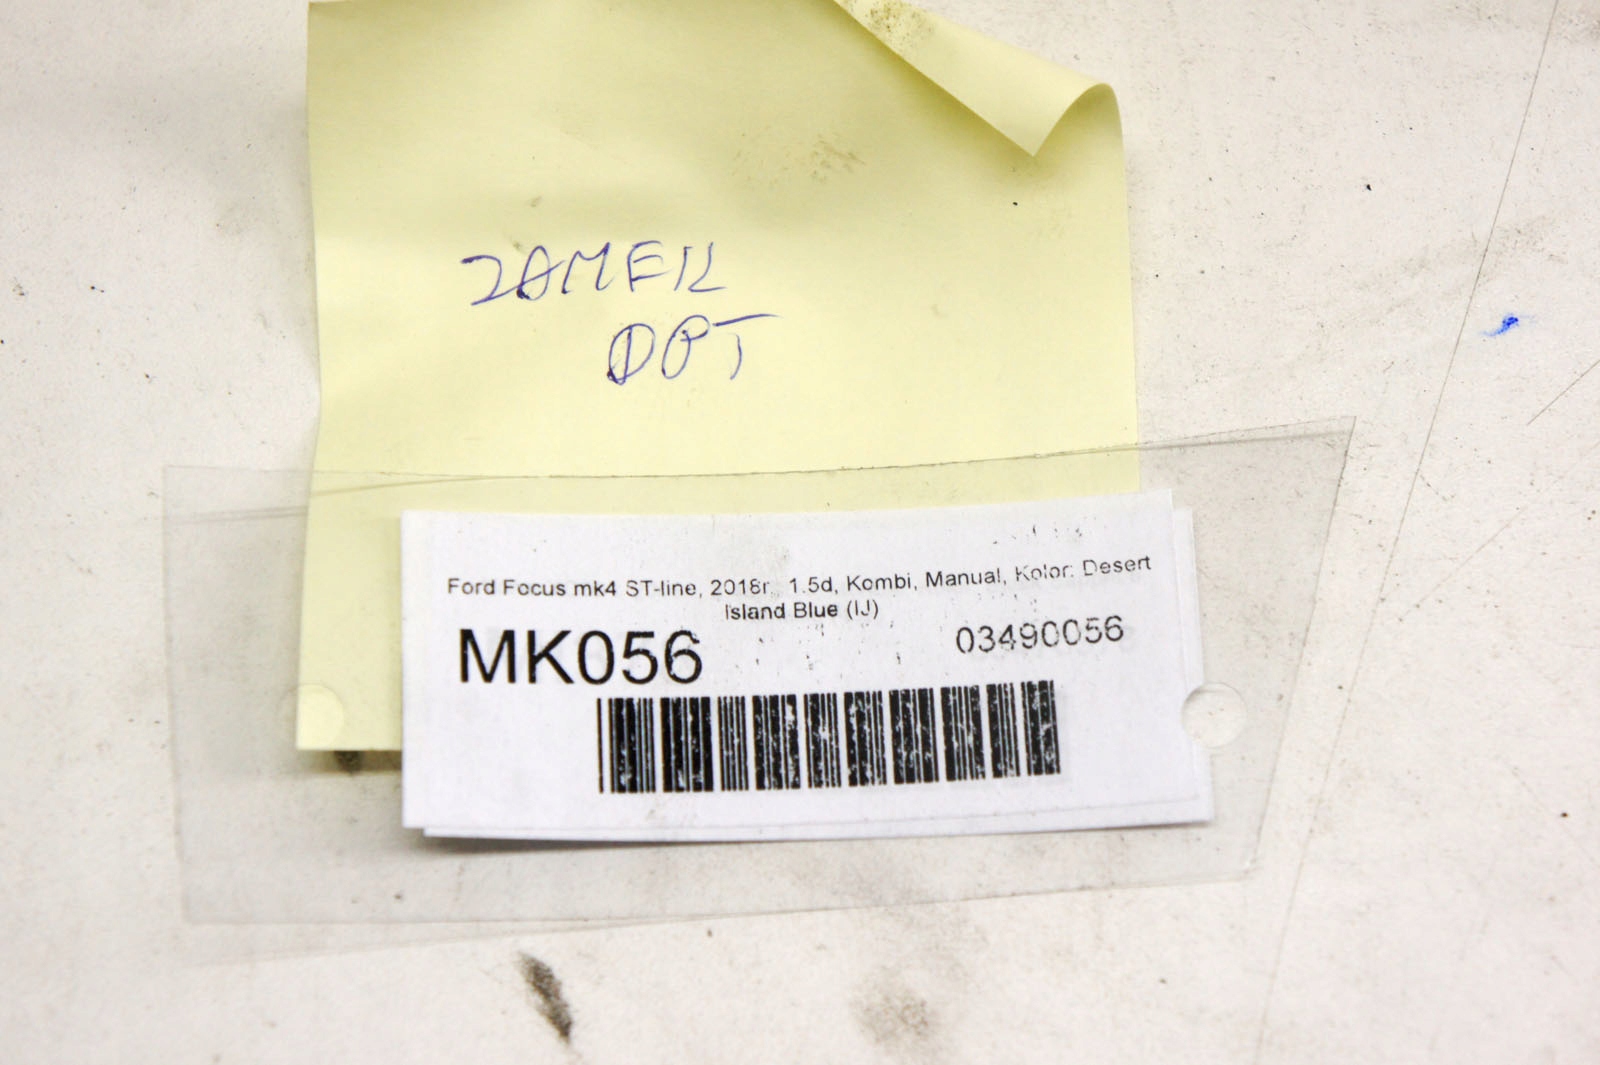 ZAMEK
DPT
Ford Focus mk4 ST-line, 2018r., 1.5d, Kombi, Manual, Kolor: Desert
Island Blue (IJ)
MK056
03490056